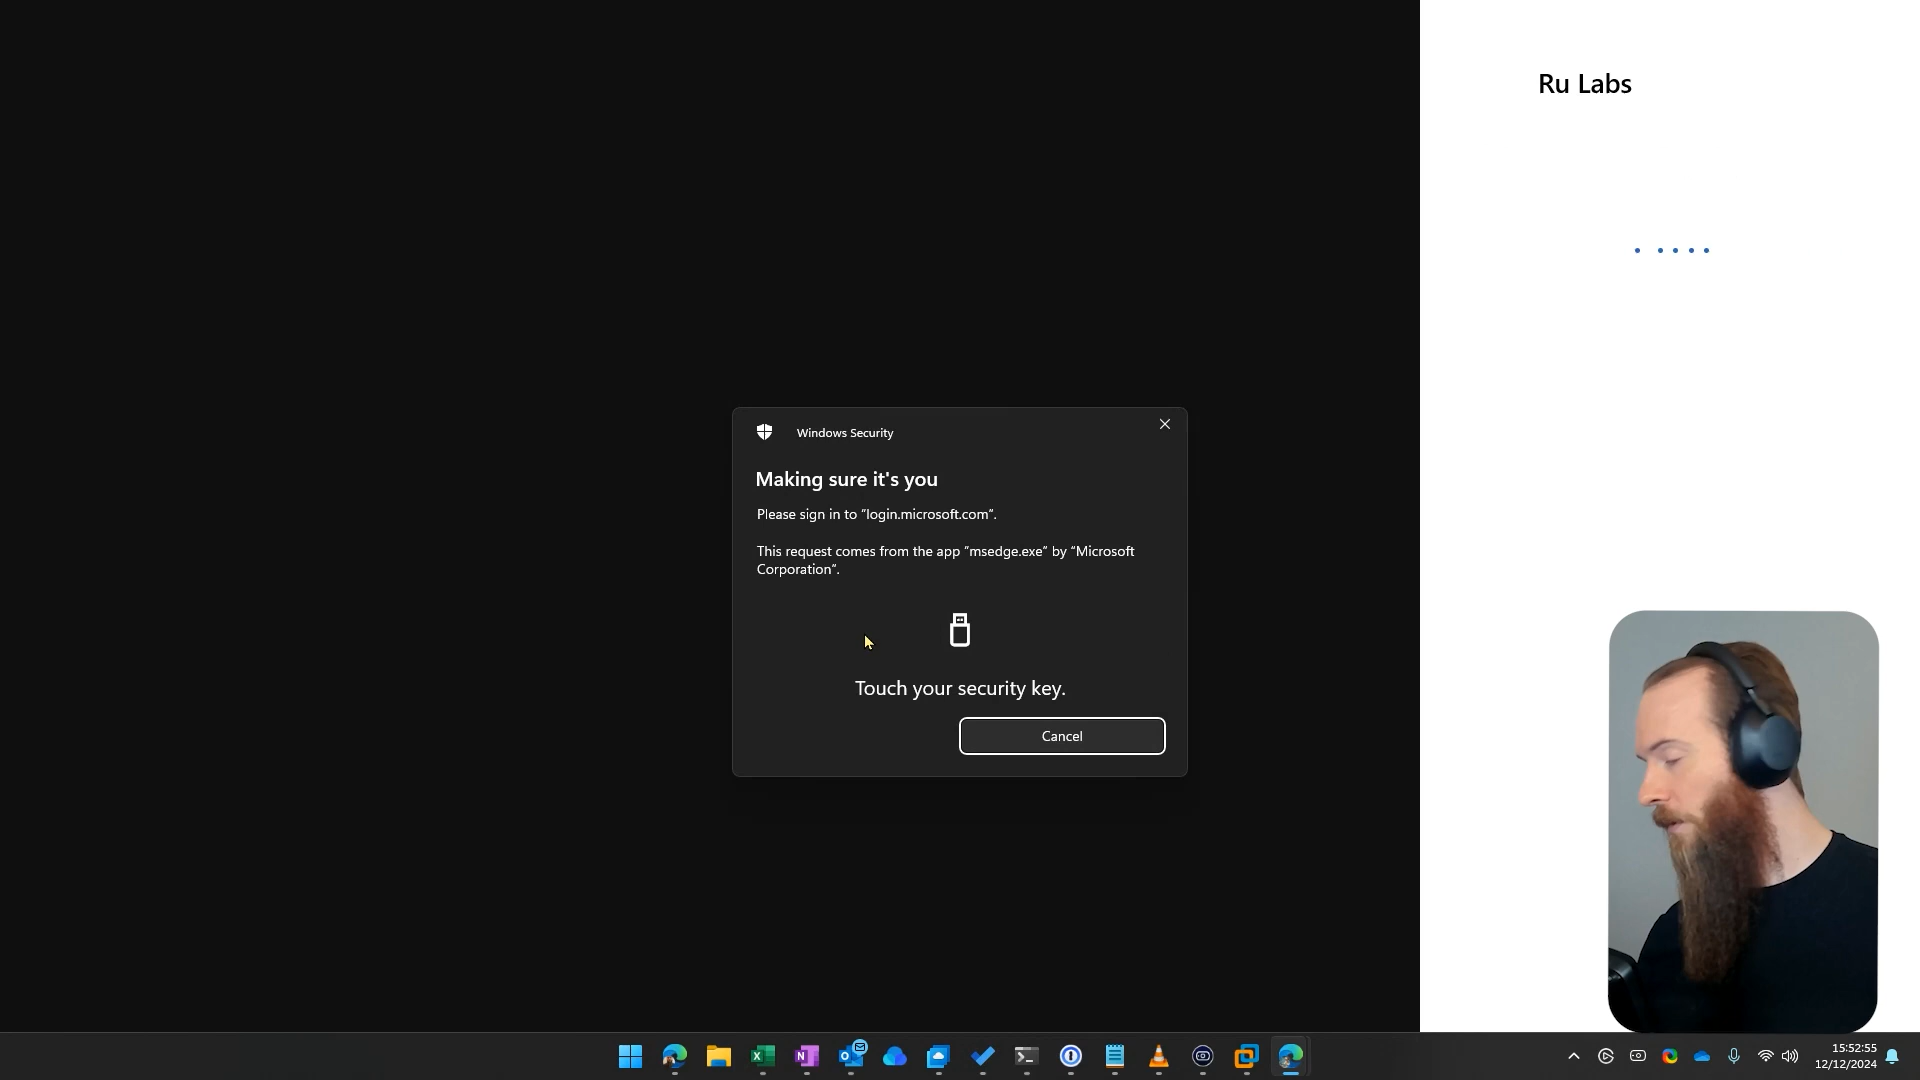 Ru Labs
Windows Security
Making sure it's you
Please sign in to "login.microsoft.com".
This request comes from the app "msedge.exe" by "Microsoft
Corporation".
Touch your security key.
Cancel
15:52:55
12/12/2024